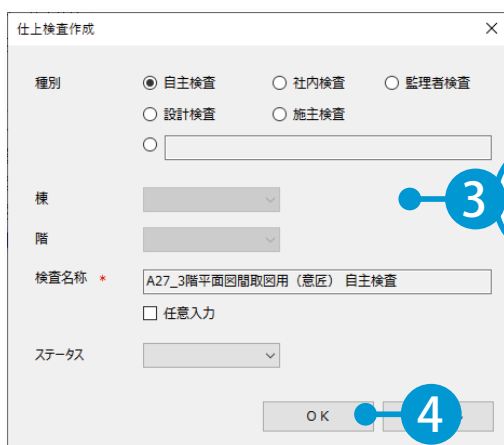 仕上検査作成
種別 自主検査 社内検査 監理者検査
設計検査 施主検査
棟
3
階
検査名称 * A27_3階平面図間取図用（意匠） 自主検査
任意入力
ステータス
OK 4